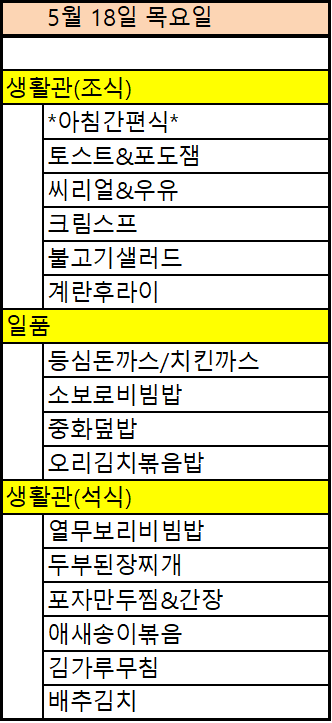 5월 18일 목요일
생활관(조식)
*아침간편식*
토스트&포도잼
씨리얼&우유
크림스프
불고기샐러드
계란후라이
일품
등심돈까스/치킨까스
소보로비빔밥
중화덮밥
오리김치볶음밥
생활관(석식)
열무보리비빔밥
두부된장찌개
포자만두찜&간장
애새송이볶음
김가루무침
배추김치